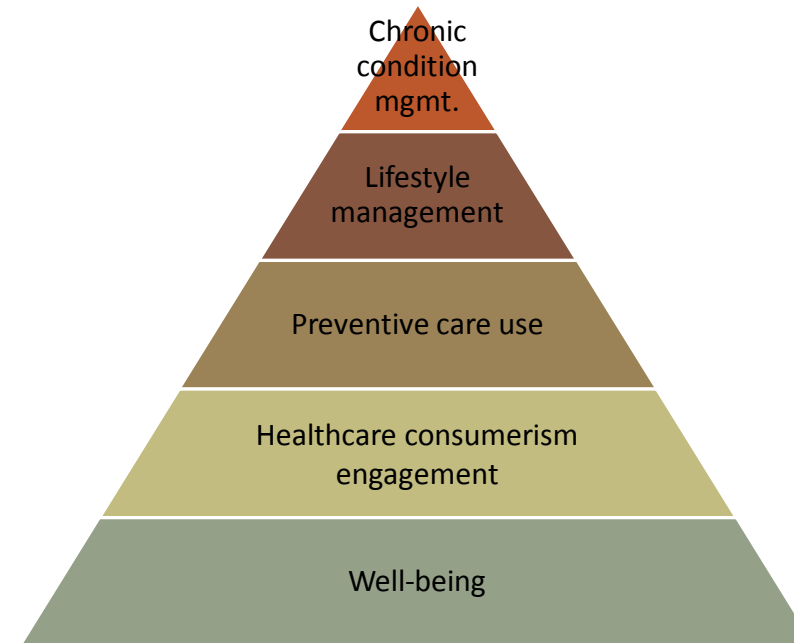 Chronic
condition
mgmt.
Lifestyle
management
Preventive care use
Healthcare consumerism
engagement
Well-being